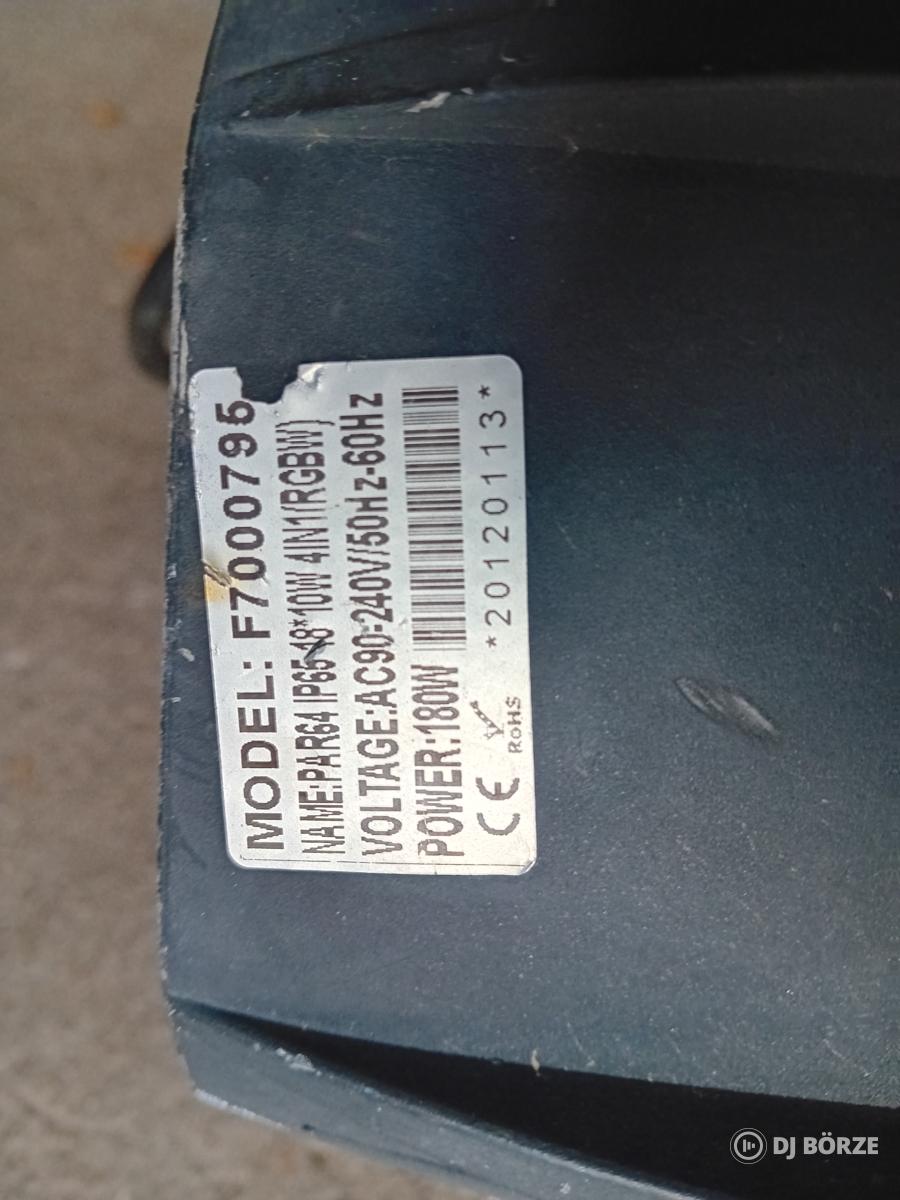 MODEL: F7000795
NAME:PAR64 IP65 18*10W 4IN1(RGBW)
VOLTAGE:AC90-240V/50Hz-60Hz
POWER:180W
*20120113*
CE RoHS
DJ BÖRZE